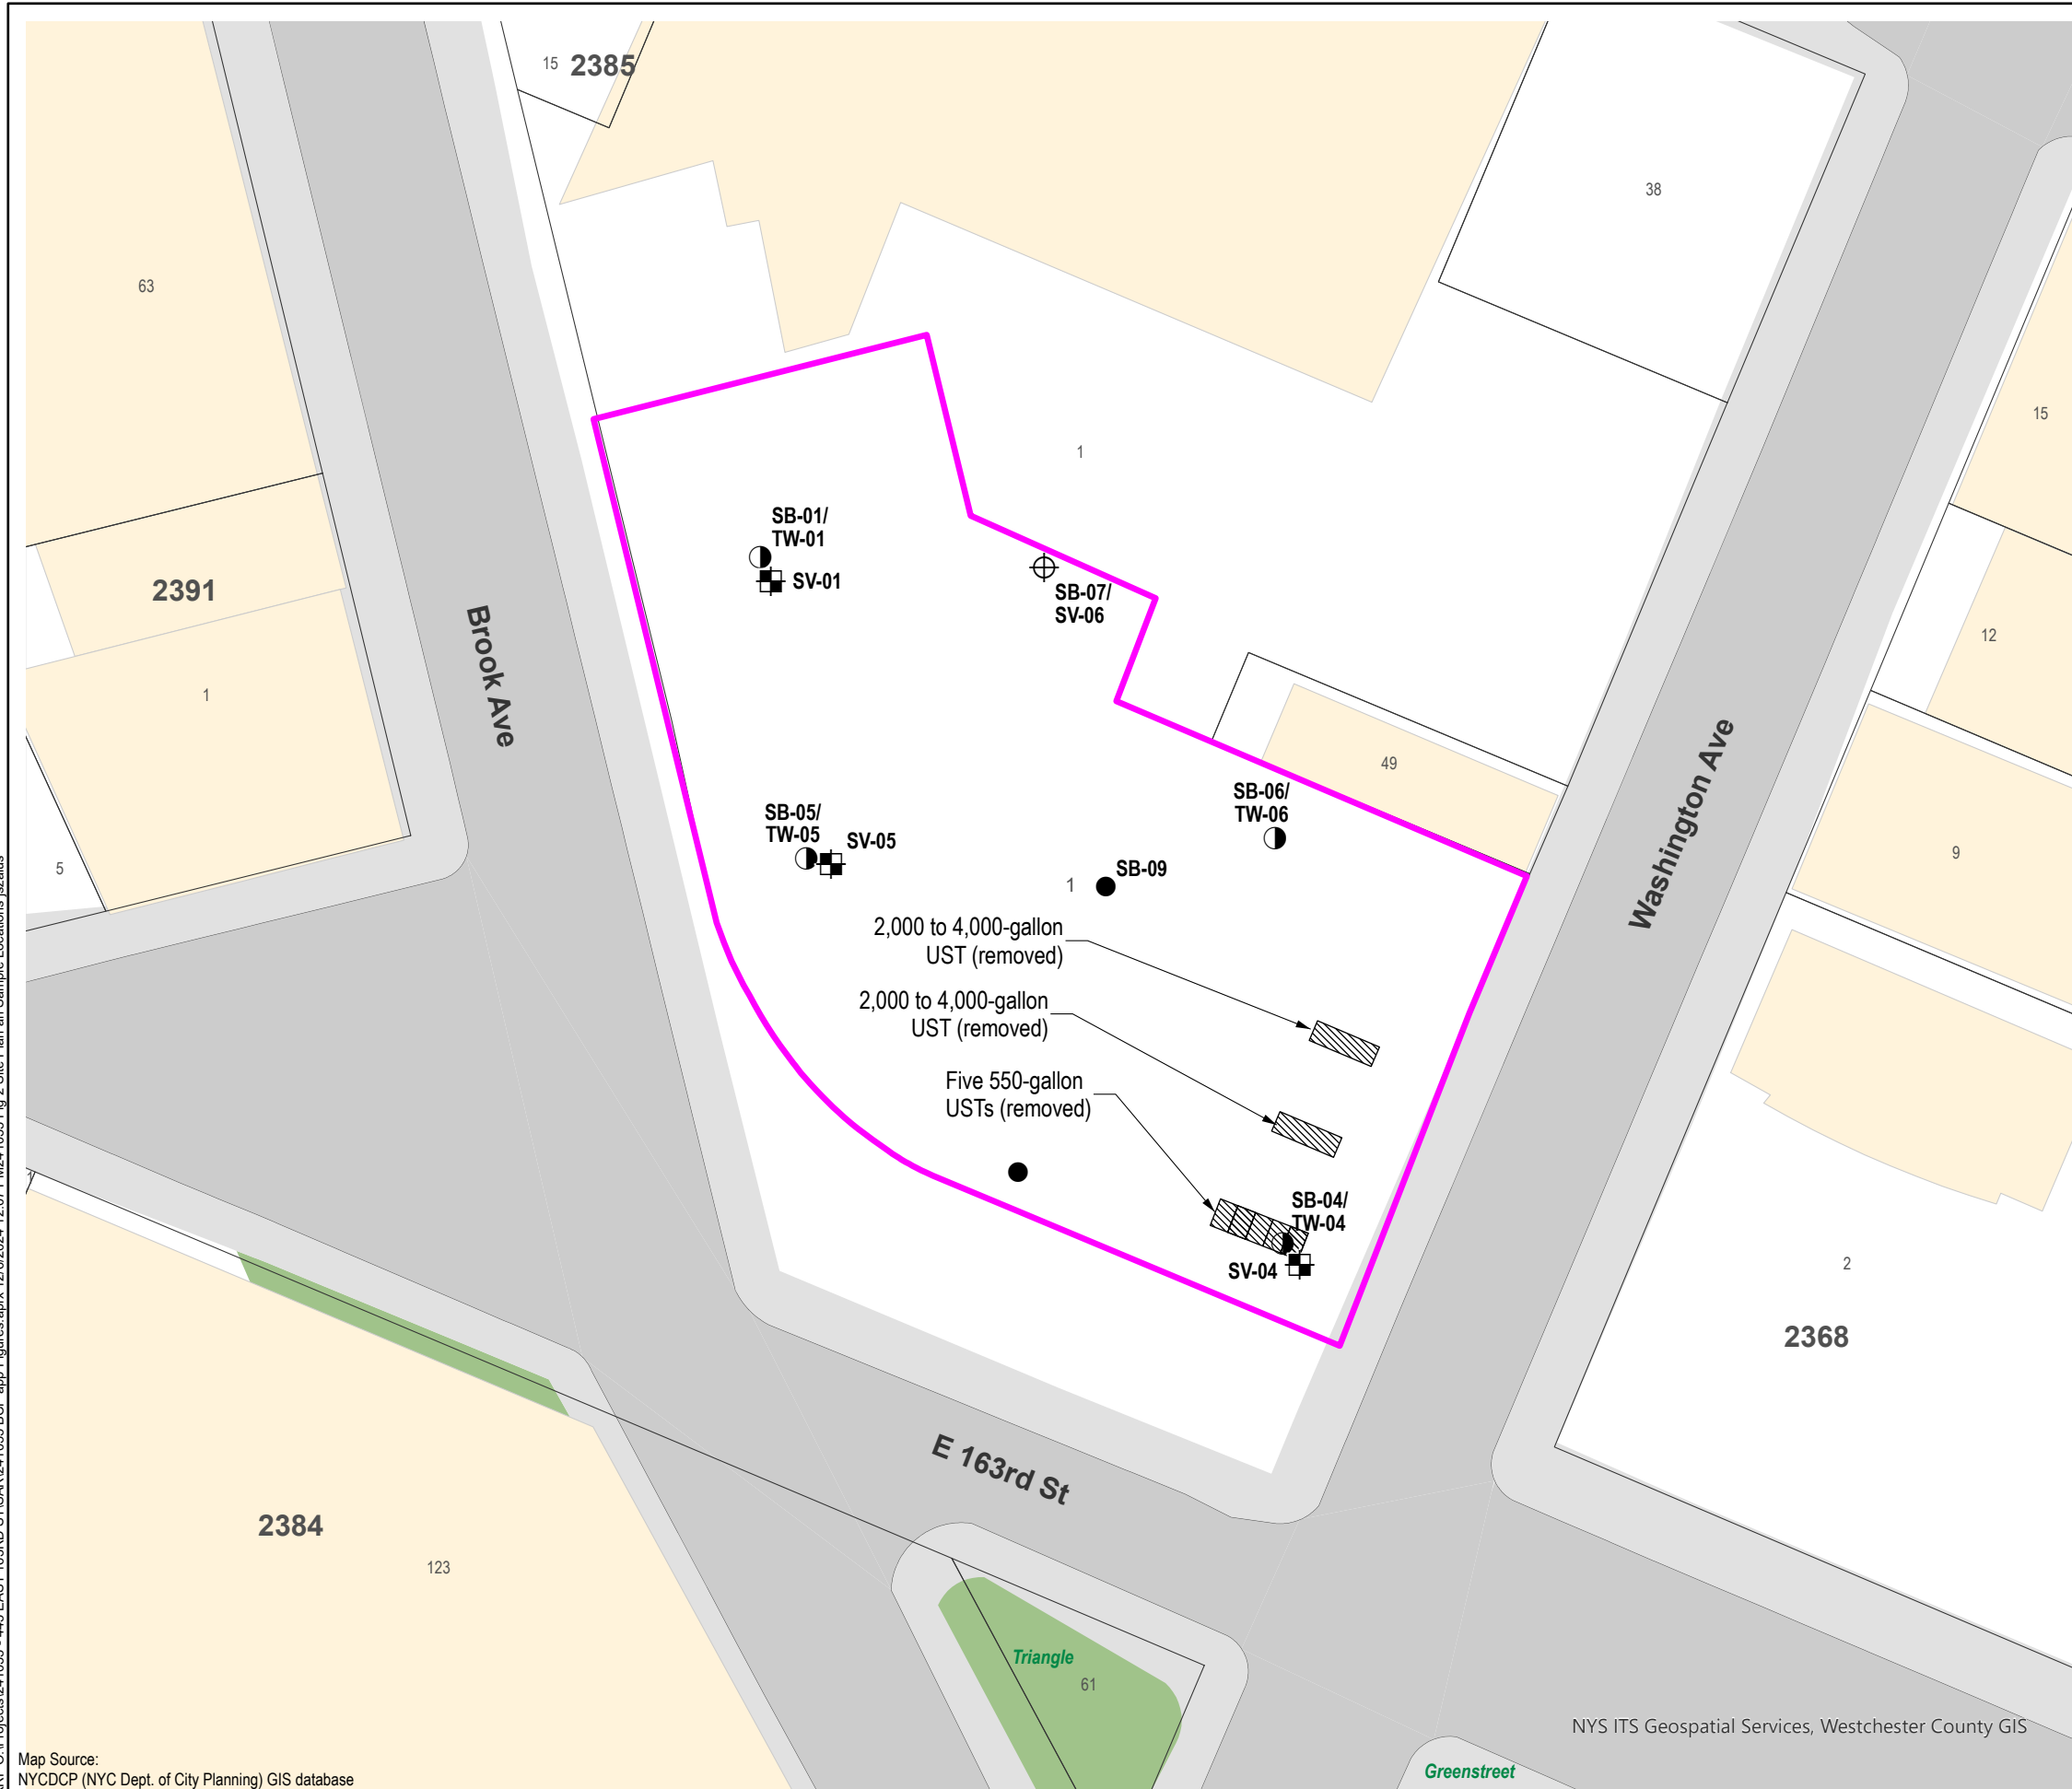 15
2385
38
63
15
1
SB-01/
TW-01
SV-01
SB-07/
SV-06
2391
12
Brook Ave
1
49
Washington Ave
SB-06/
TW-06
SB-05/
TW-05
SV-05
9
5
SB-09
1
2,000 to 4,000-gallon
UST (removed)
2,000 to 4,000-gallon
UST (removed)
Five 550-gallon
USTs (removed)
SB-04/
TW-04
SV-04
2
2368
E 163rd St
2384
123
Triangle
61
NYS ITS Geospatial Services, Westchester County GIS
Greenstreet
Map Source:
NYCDCP (NYC Dept. of City Planning) GIS database